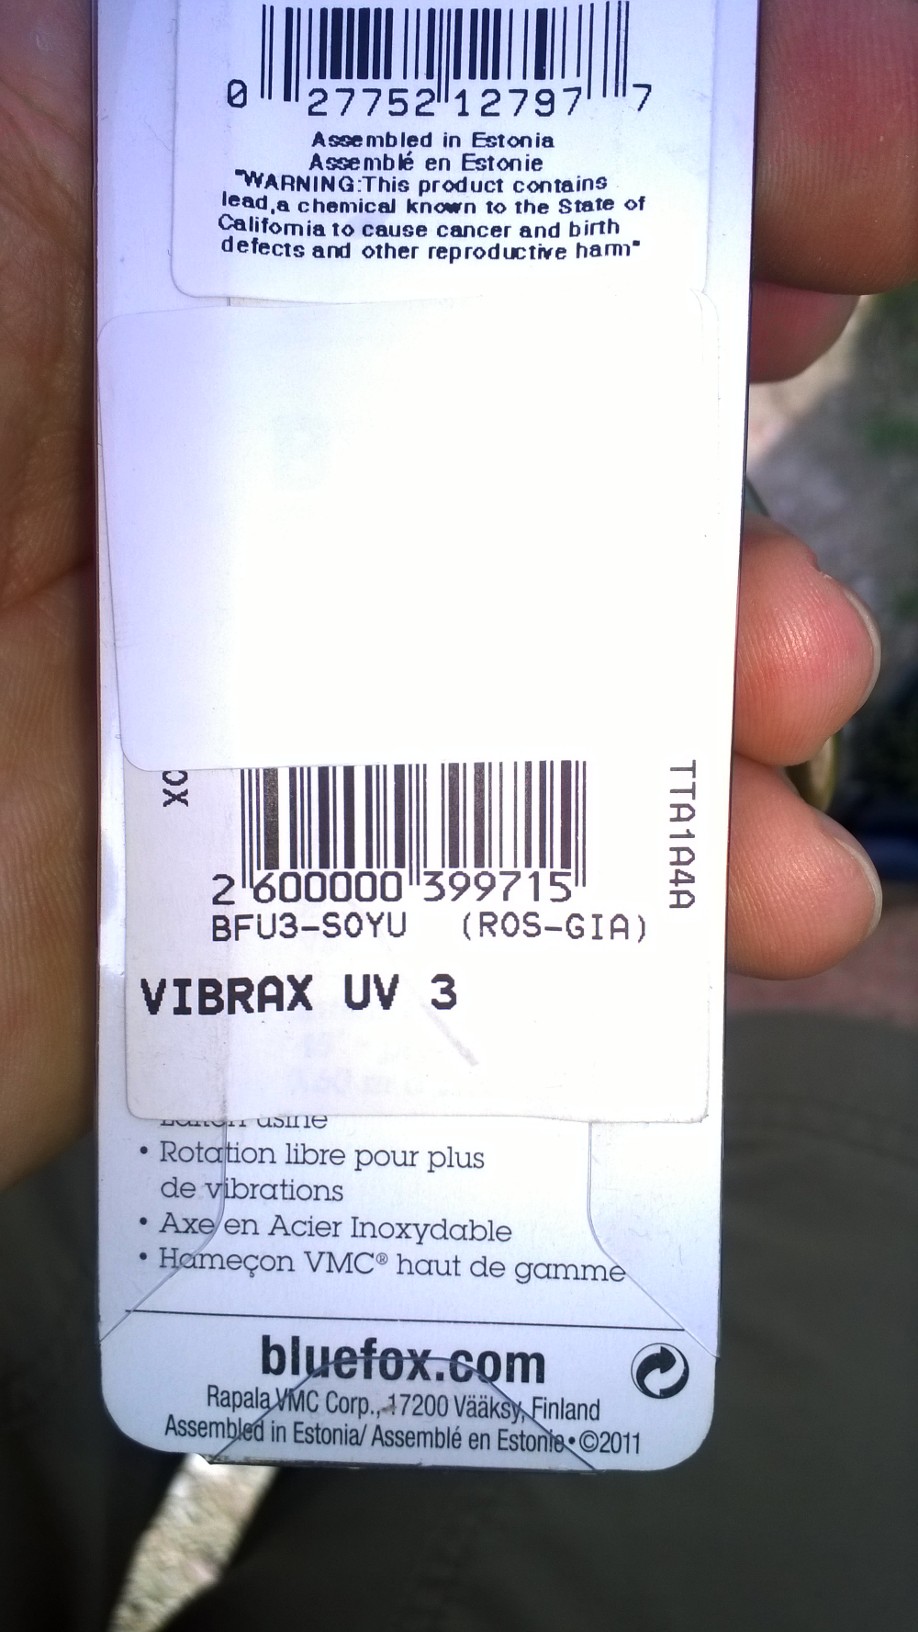 0 27752 12797 7
Assembled in Estonia
Assemblé en Estonie
"WARNING:This product contains
lead,a chemical known to the State of
California to cause cancer and birth
defects and other reproductive harm"
TTA1A4A
2 600000 399715
BFU3-SOYU (ROS-GIA)
VIBRAX UV 3
usiné
• Rotation libre pour plus
de vibrations
• Axe en Acier Inoxydable
• Hameçon VMC® haut de gamme
bluefox.com
Rapala VMC Corp., 17200 Vääksy, Finland
Assembled in Estonia/ Assemblé en Estonie • ©2011